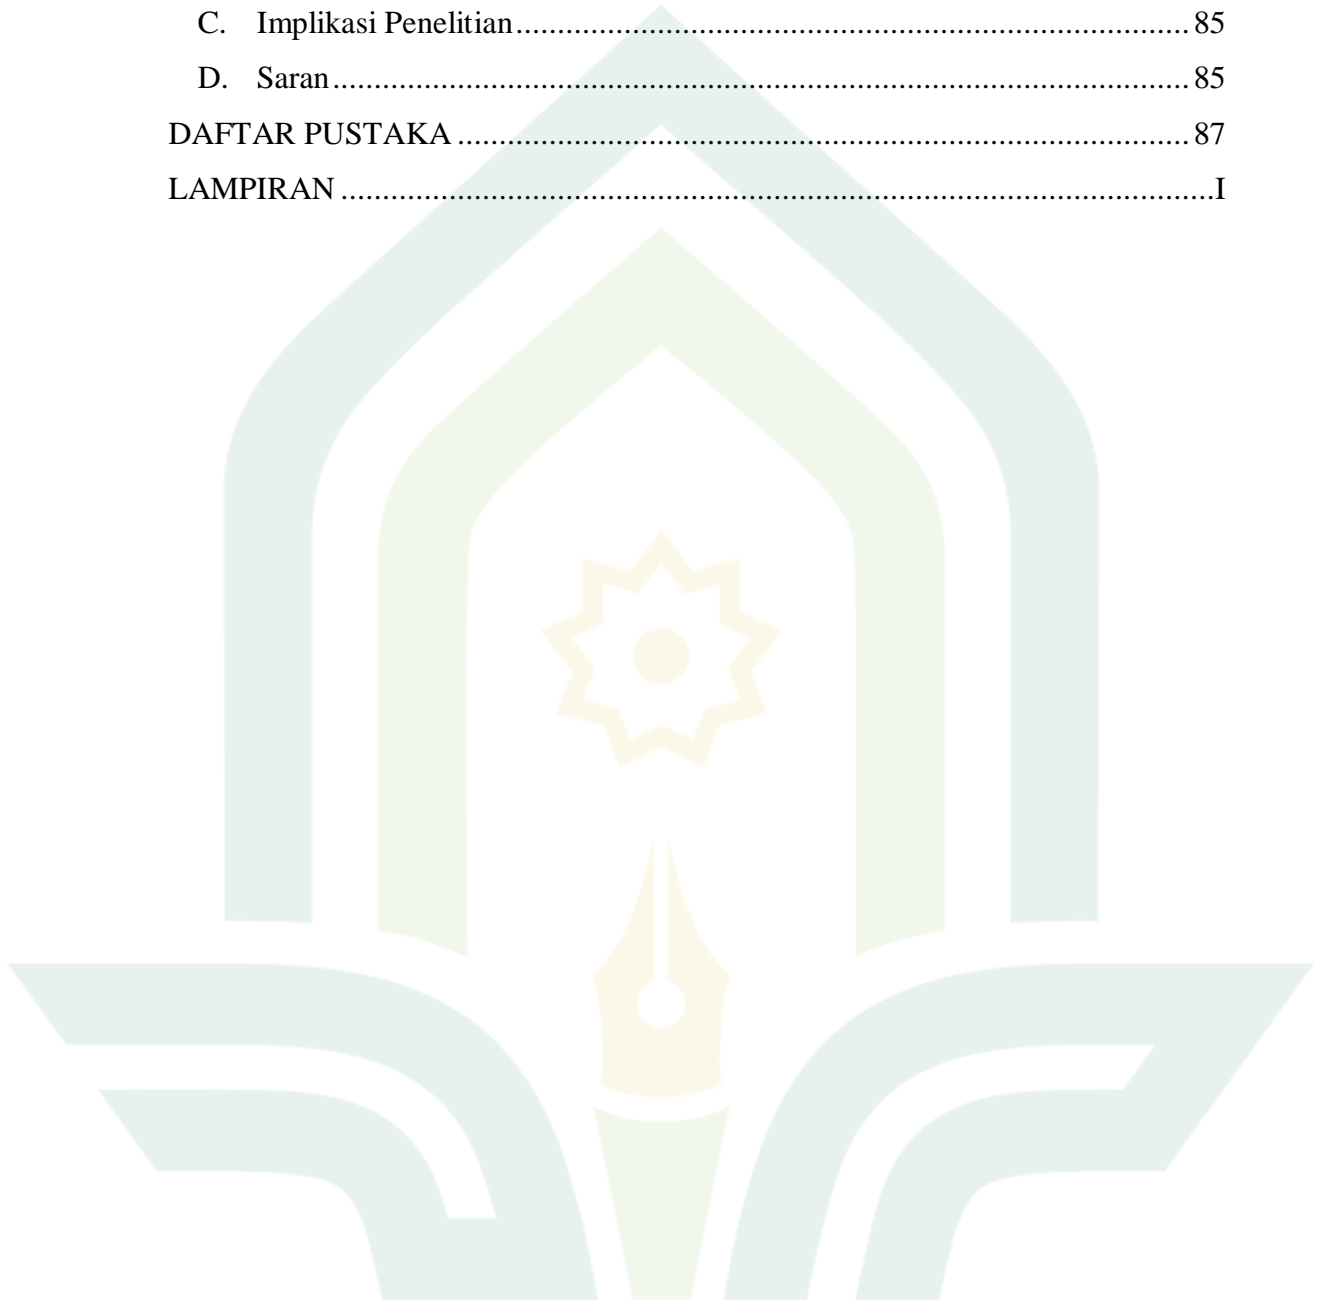 C. Implikasi Penelitian........................................................................................ 85
D. Saran................................................................................................................ 85
DAFTAR PUSTAKA................................................................................................ 87
LAMPIRAN..................................................................................................................I